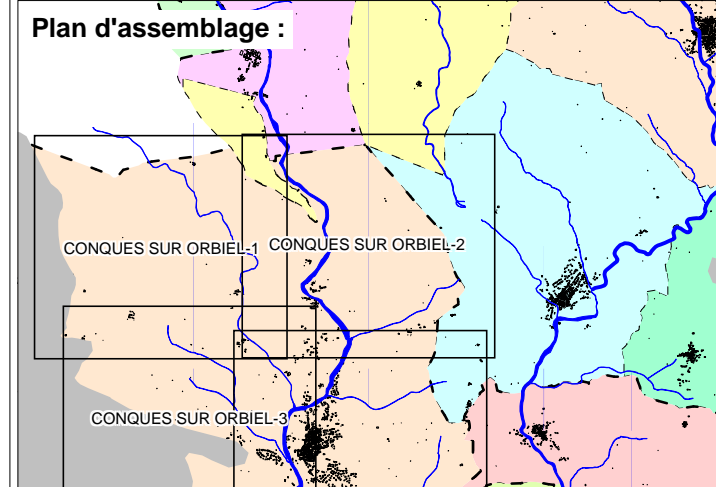 Plan d'assemblage :
CONQUES SUR ORBIEL-1
CONQUES SUR ORBIEL-2
CONQUES SUR ORBIEL-3